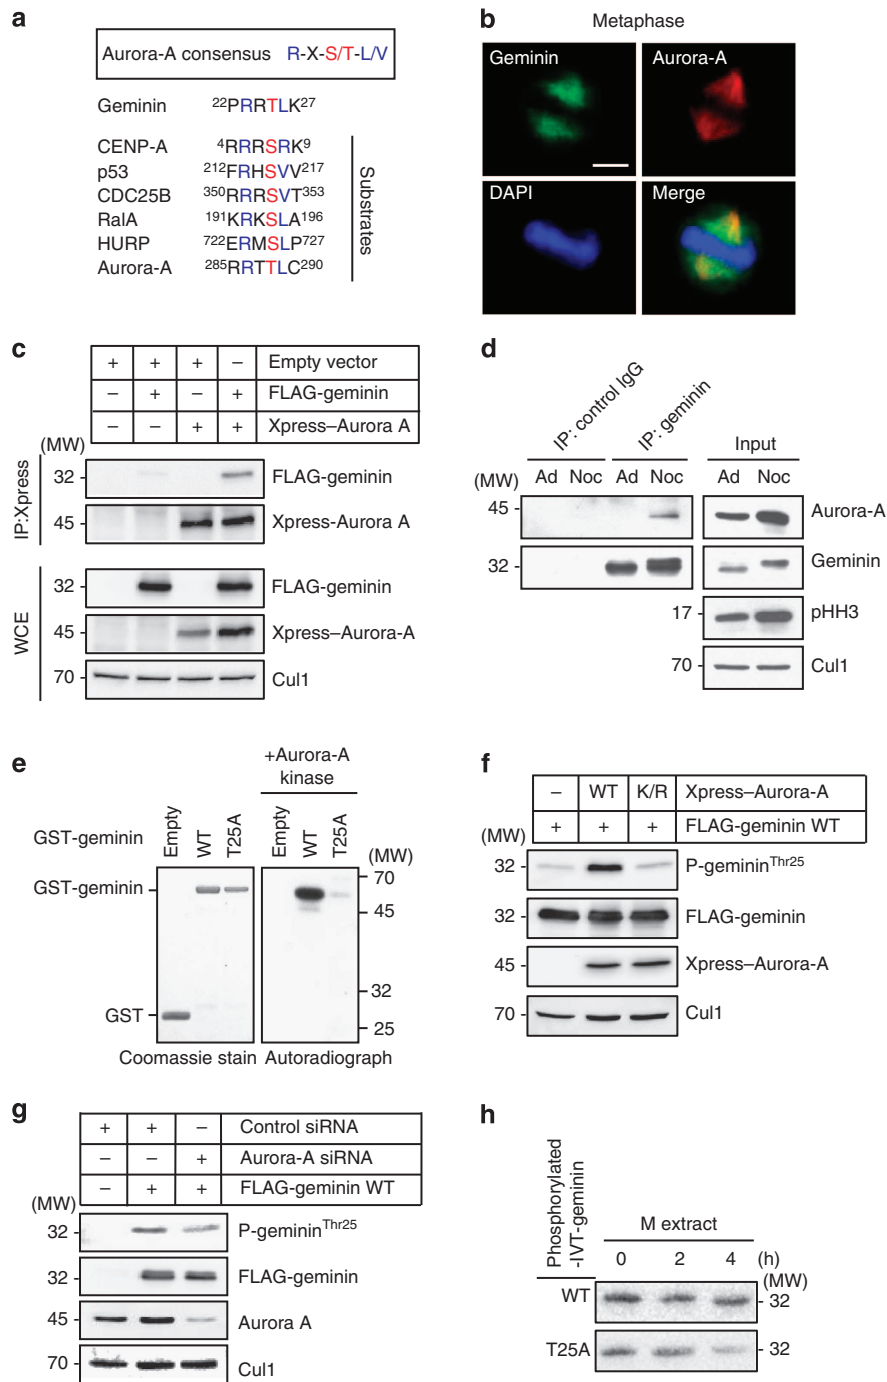 a
Aurora-A consensus R-X-S/T-L/V
Geminin 22PRRTLK27
CENP-A 4RRRSRK9
p53 212FRHSVV217
CDC25B 350RRRSVT353
RalA 191KRKSLA196
HURP 722ERMSLP727
Aurora-A 285RRTTLC290
Substrates
b
Metaphase
Geminin Aurora-A
DAPI Merge
c
+ + + – Empty vector
– + – + FLAG-geminin
– – + + Xpress–Aurora A
(MW)
IP:Xpress
32 - FLAG-geminin
45 - Xpress-Aurora A
WCE
32 - FLAG-geminin
45 - Xpress–Aurora-A
70 - Cul1
d
IP: control IgG IP: geminin Input
(MW) Ad Noc Ad Noc Ad Noc
45 - Aurora-A
32 - Geminin
17 - pHH3
70 - Cul1
e
+Aurora-A
kinase
GST-geminin Empty WT T25A Empty WT T25A
(MW)
GST-geminin
70
45
32
GST
25
Coomassie stain Autoradiograph
f
– WT K/R Xpress–Aurora-A
+ + + FLAG-geminin WT
(MW)
32 - P-gemininThr25
32 - FLAG-geminin
45 - Xpress–Aurora-A
70 - Cul1
g
+ + – Control siRNA
– – + Aurora-A siRNA
– + + FLAG-geminin WT
(MW)
32 - P-gemininThr25
32 - FLAG-geminin
45 - Aurora A
70 - Cul1
h
Phosphorylated
-IVT-geminin
M extract
0 2 4 (h)
(MW)
WT - 32
T25A - 32